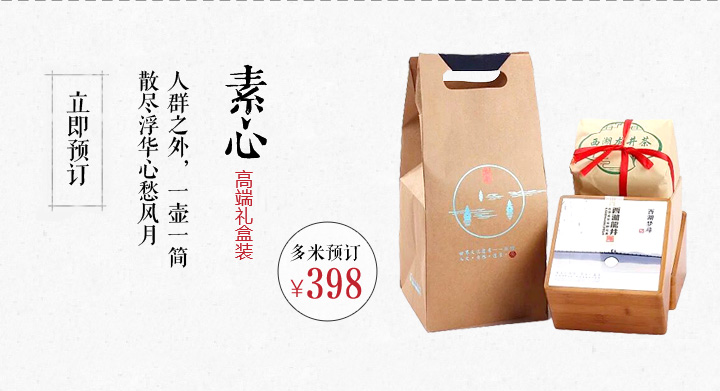 素心
高端礼盒装
人群之外，一壶一简
散尽浮华心愁风月
立即预订
多米预订
¥398
西湖龙井茶
西湖龍井